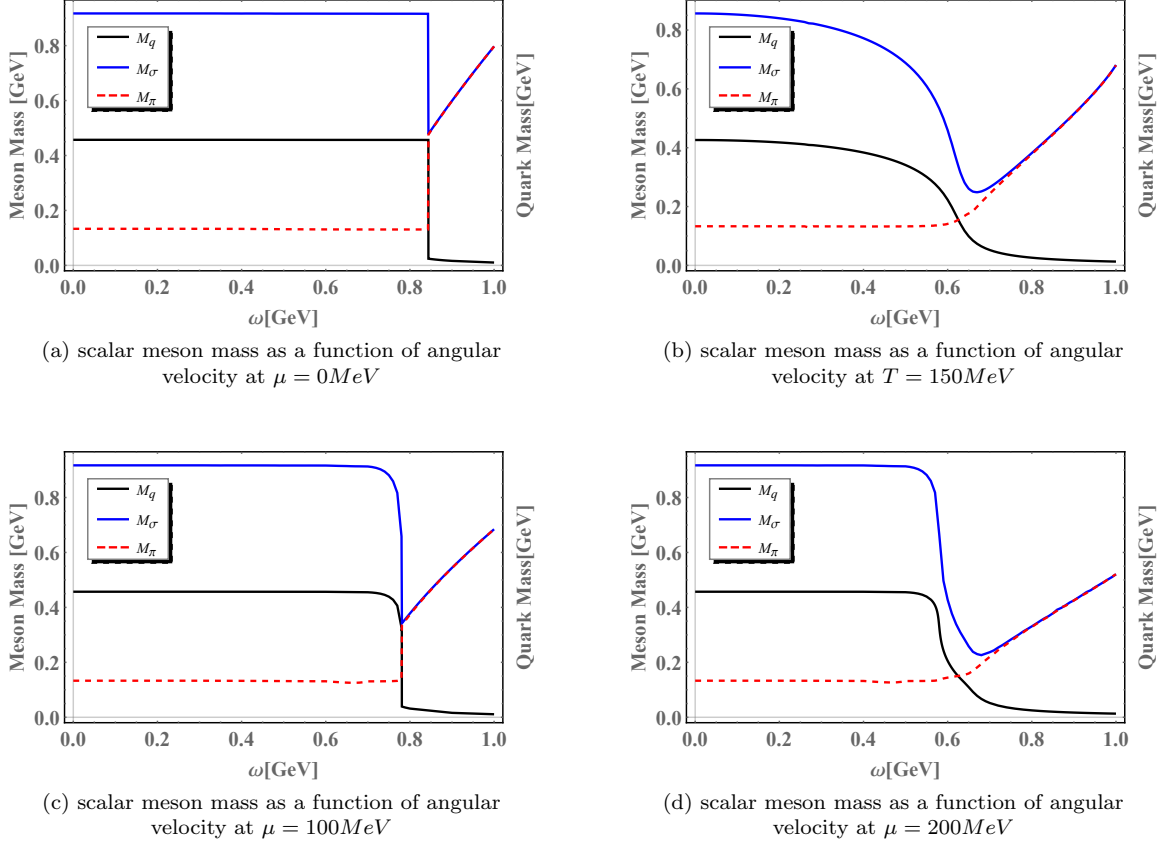 Meson Mass [GeV]
0.8
0.6
0.4
0.2
0.0
M_q
M_σ
M_π
Quark Mass[GeV]
0.0 0.2 0.4 0.6 0.8 1.0
ω[GeV]
(a) scalar meson mass as a function of angular
velocity at μ = 0MeV
Meson Mass [GeV]
0.8
0.6
0.4
0.2
0.0
M_q
M_σ
M_π
Quark Mass[GeV]
0.0 0.2 0.4 0.6 0.8 1.0
ω[GeV]
(b) scalar meson mass as a function of angular
velocity at T = 150MeV
Meson Mass [GeV]
0.8
0.6
0.4
0.2
0.0
M_q
M_σ
M_π
Quark Mass[GeV]
0.0 0.2 0.4 0.6 0.8 1.0
ω[GeV]
(c) scalar meson mass as a function of angular
velocity at μ = 100MeV
Meson Mass [GeV]
0.8
0.6
0.4
0.2
0.0
M_q
M_σ
M_π
Quark Mass[GeV]
0.0 0.2 0.4 0.6 0.8 1.0
ω[GeV]
(d) scalar meson mass as a function of angular
velocity at μ = 200MeV